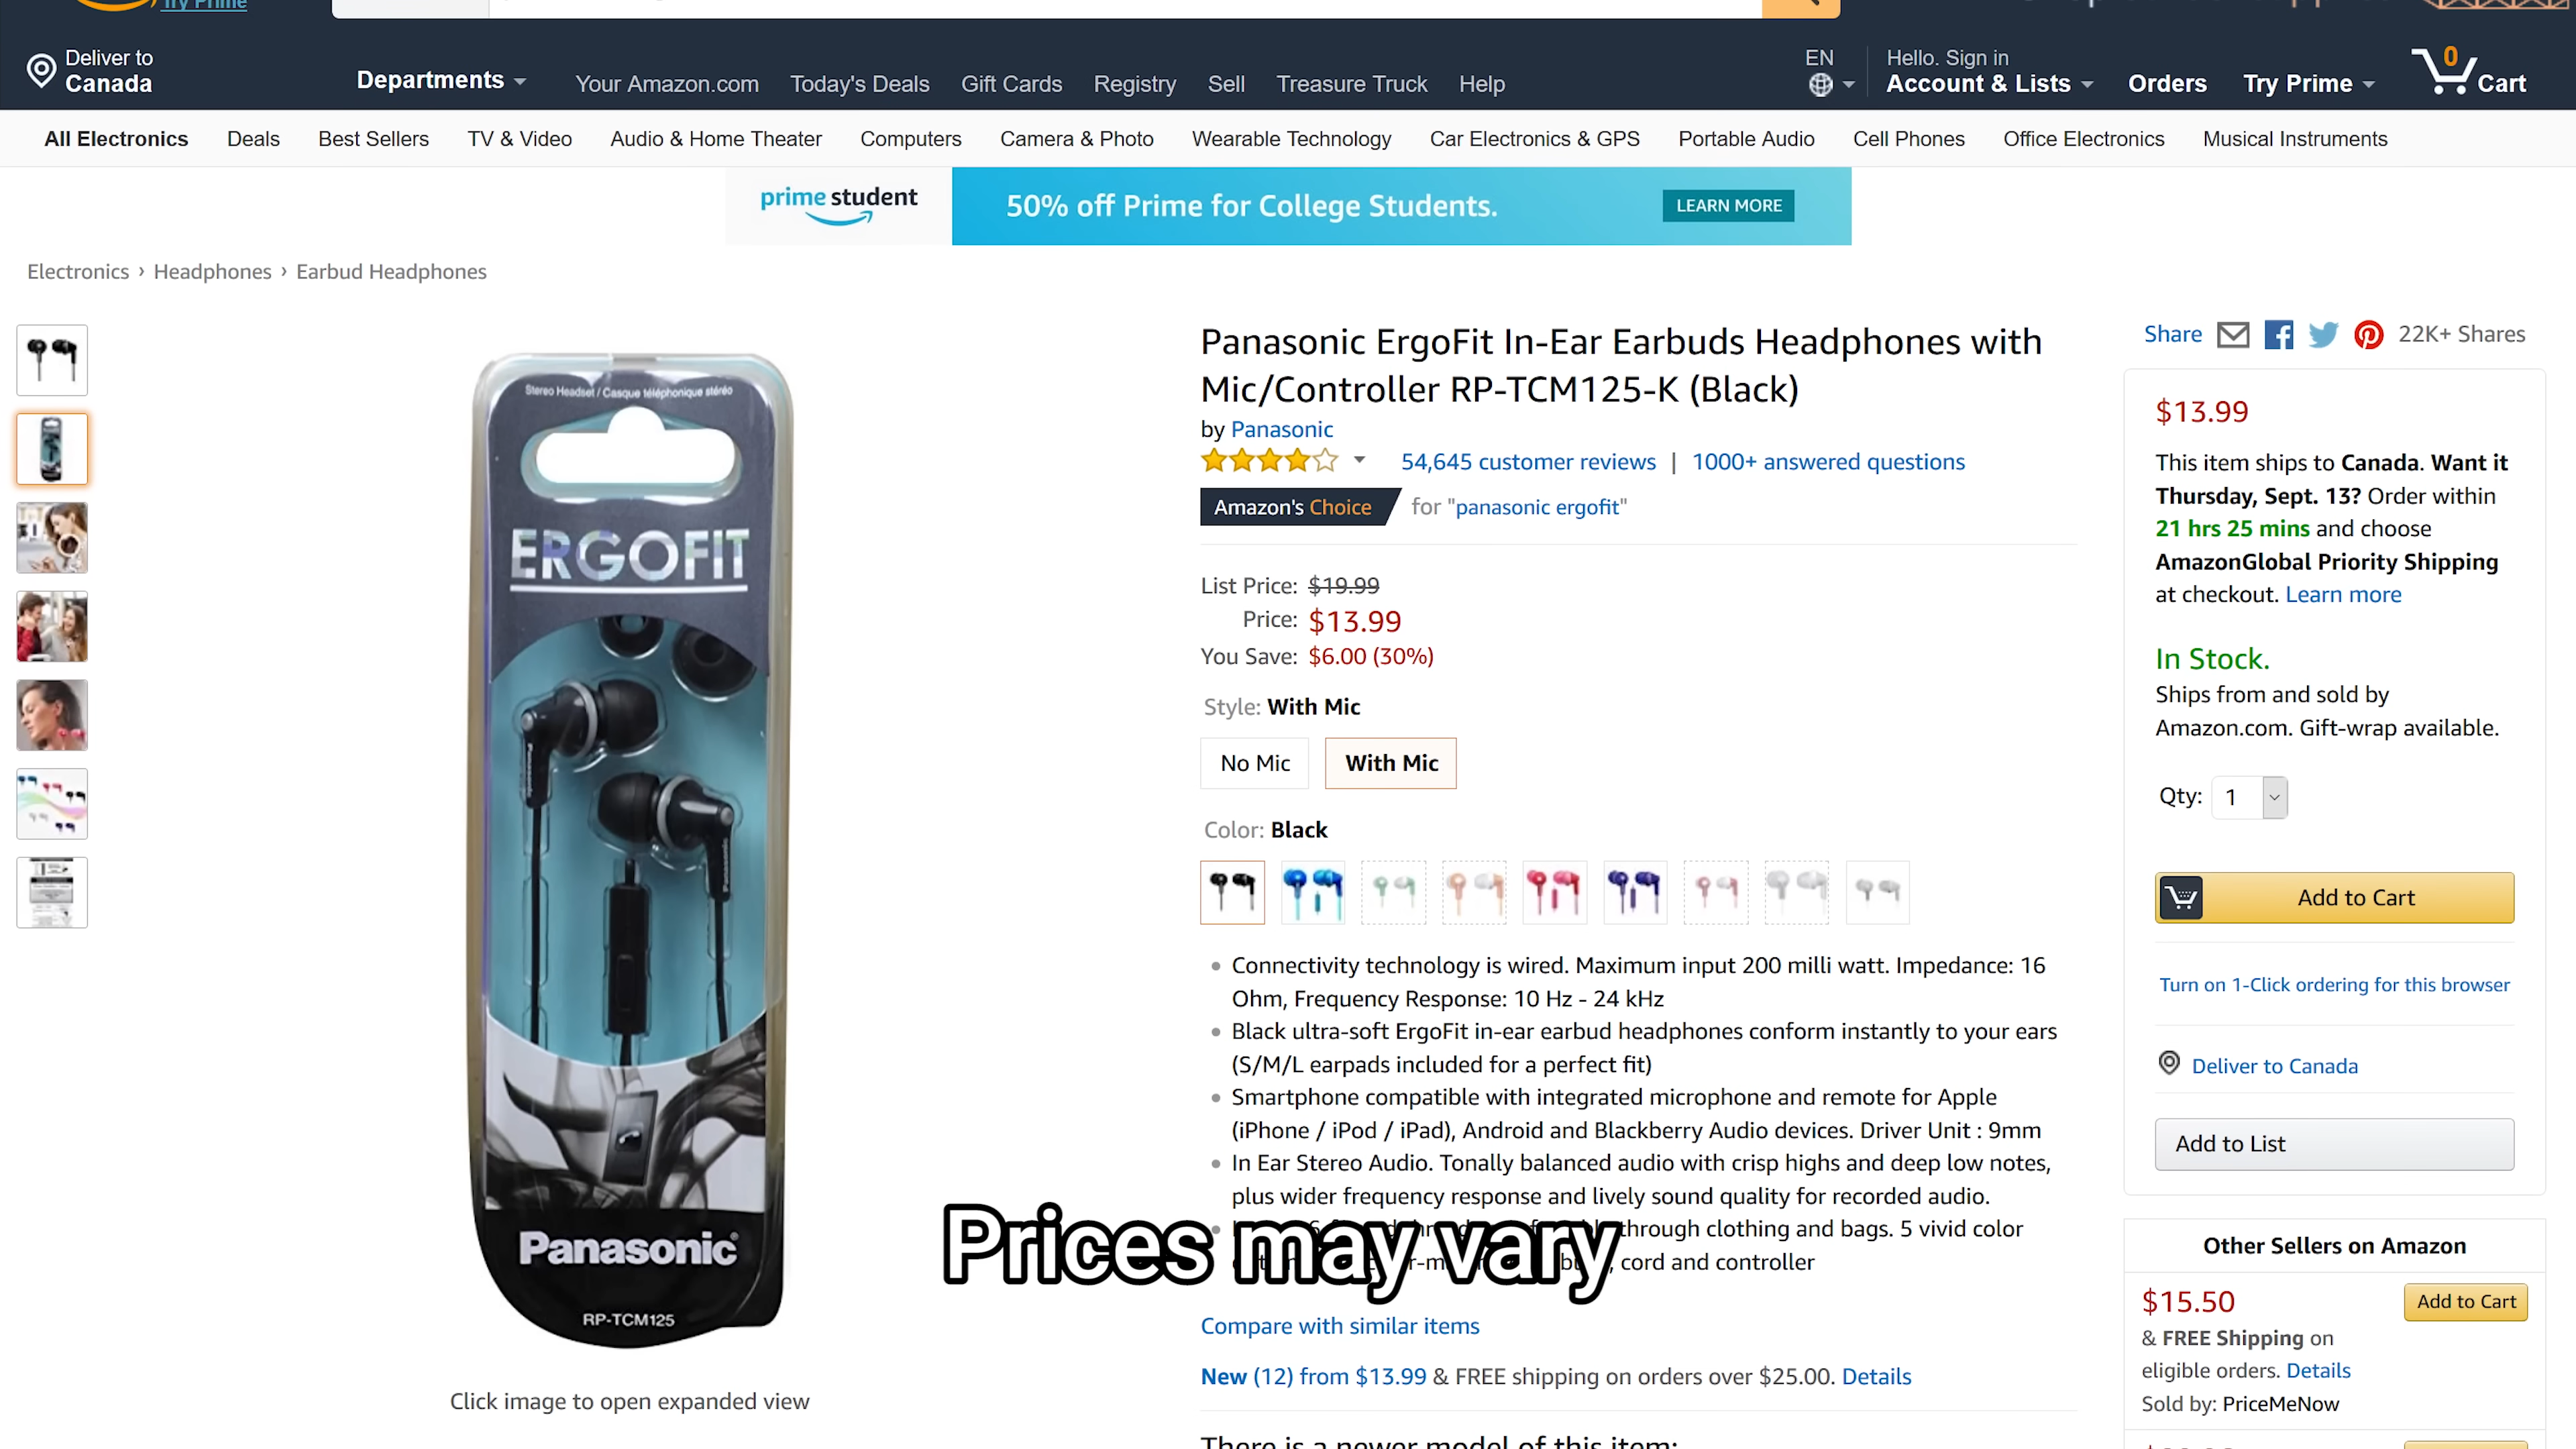 Try Prime
Deliver to
Canada
Departments
Your Amazon.com
Today's Deals
Gift Cards
Registry
Sell
Treasure Truck
Help
EN
Hello. Sign in
Account & Lists
Orders
Try Prime
0
Cart
All Electronics
Deals
Best Sellers
TV & Video
Audio & Home Theater
Computers
Camera & Photo
Wearable Technology
Car Electronics & GPS
Portable Audio
Cell Phones
Office Electronics
Musical Instruments
prime student
50% off Prime for College Students.
LEARN MORE
Electronics › Headphones › Earbud Headphones
Stereo Headset / Casque téléphonique stéréo
ERGOFIT
Panasonic
Panasonic
Panasonic
RP-TCM125
Click image to open expanded view
Panasonic ErgoFit In-Ear Earbuds Headphones with
Mic/Controller RP-TCM125-K (Black)
by Panasonic
54,645 customer reviews | 1000+ answered questions
Amazon's Choice for "panasonic ergofit"
List Price: $19.99
Price: $13.99
You Save: $6.00 (30%)
Style: With Mic
No Mic
With Mic
Color: Black
Connectivity technology is wired. Maximum input 200 milli watt. Impedance: 16
Ohm, Frequency Response: 10 Hz - 24 kHz
Black ultra-soft ErgoFit in-ear earbud headphones conform instantly to your ears
(S/M/L earpads included for a perfect fit)
Smartphone compatible with integrated microphone and remote for Apple
(iPhone / iPod / iPad), Android and Blackberry Audio devices. Driver Unit : 9mm
In Ear Stereo Audio. Tonally balanced audio with crisp highs and deep low notes,
plus wider frequency response and lively sound quality for recorded audio.
through clothing and bags. 5 vivid color
cord and controller
Prices may vary
Compare with similar items
New (12) from $13.99 & FREE shipping on orders over $25.00. Details
There is a newer model of this item:
Share
22K+ Shares
$13.99
This item ships to Canada. Want it
Thursday, Sept. 13? Order within
21 hrs 25 mins and choose
AmazonGlobal Priority Shipping
at checkout. Learn more
In Stock.
Ships from and sold by
Amazon.com. Gift-wrap available.
Qty: 1
Add to Cart
Turn on 1-Click ordering for this browser
Deliver to Canada
Add to List
Other Sellers on Amazon
$15.50
Add to Cart
& FREE Shipping on
eligible orders. Details
Sold by: PriceMeNow